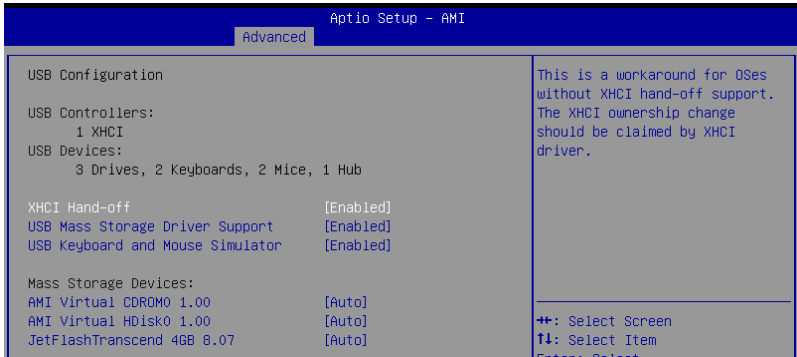 Aptio Setup – AMI
Advanced
USB Configuration
USB Controllers:
1 XHCI
USB Devices:
3 Drives, 2 Keyboards, 2 Mice, 1 Hub
XHCI Hand-off [Enabled]
USB Mass Storage Driver Support [Enabled]
USB Keyboard and Mouse Simulator [Enabled]
Mass Storage Devices:
AMI Virtual CDROM0 1.00 [Auto]
AMI Virtual HDisk0 1.00 [Auto]
JetFlashTranscend 4GB 8.07 [Auto]
This is a workaround for OSes
without XHCI hand-off support.
The XHCI ownership change
should be claimed by XHCI
driver.
→←: Select Screen
↑↓: Select Item
Enter: Select